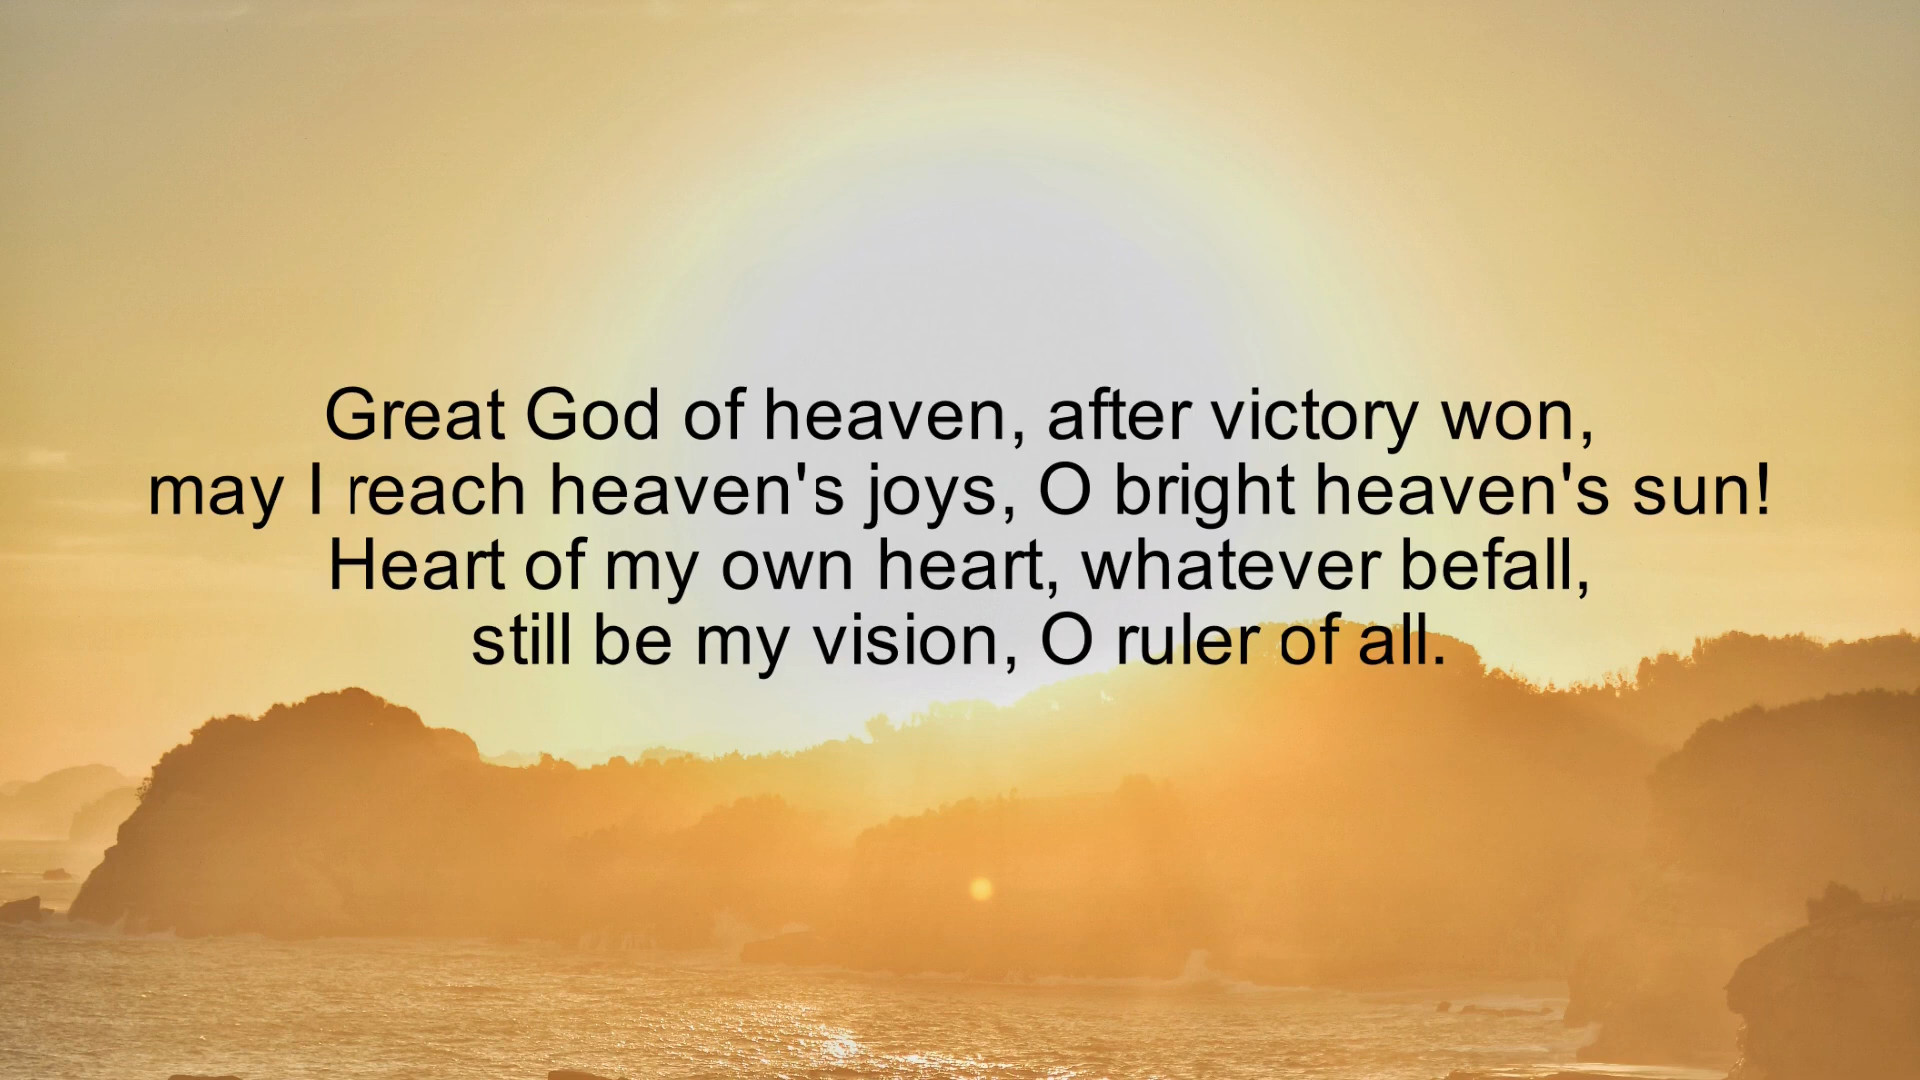 Great God of heaven, after victory won,
may I reach heaven's joys, O bright heaven's sun!
Heart of my own heart, whatever befall,
still be my vision, O ruler of all.